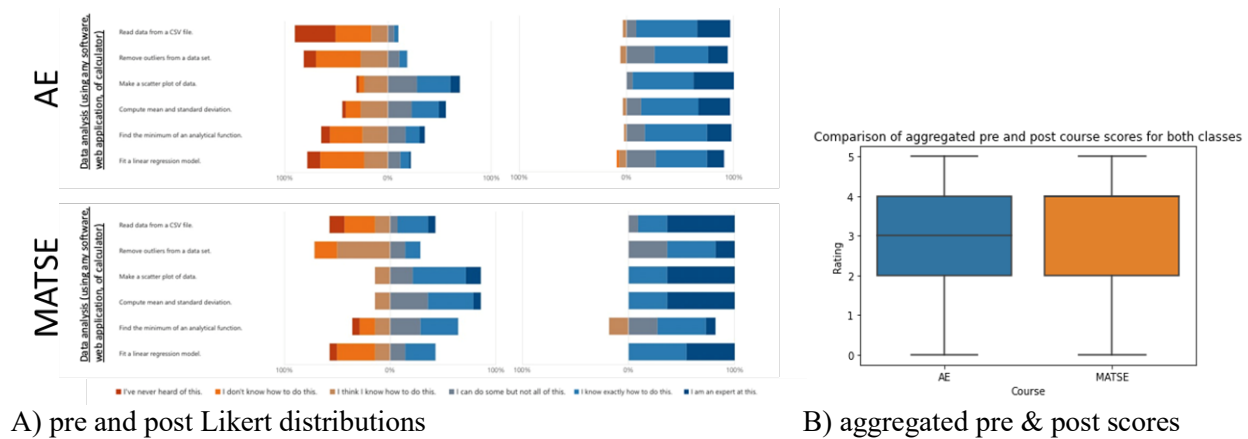 AE
Data analysis (using any software,
web application, of calculator)
Read data from a CSV file.
Remove outliers from a data set.
Make a scatter plot of data.
Compute mean and standard deviation.
Find the minimum of an analytical function.
Fit a linear regression model.
100%
0%
100%
100%
0%
100%
MATSE
Data analysis (using any software,
web application, of calculator)
Read data from a CSV file.
Remove outliers from a data set.
Make a scatter plot of data.
Compute mean and standard deviation.
Find the minimum of an analytical function.
Fit a linear regression model.
100%
0%
100%
100%
0%
100%
I've never heard of this.
I don't know how to do this.
I think I know how to do this.
I can do some but not all of this.
I know exactly how to do this.
I am an expert at this.
Comparison of aggregated pre and post course scores for both classes
Rating
5
4
3
2
1
0
AE
MATSE
Course
A) pre and post Likert distributions
B) aggregated pre & post scores